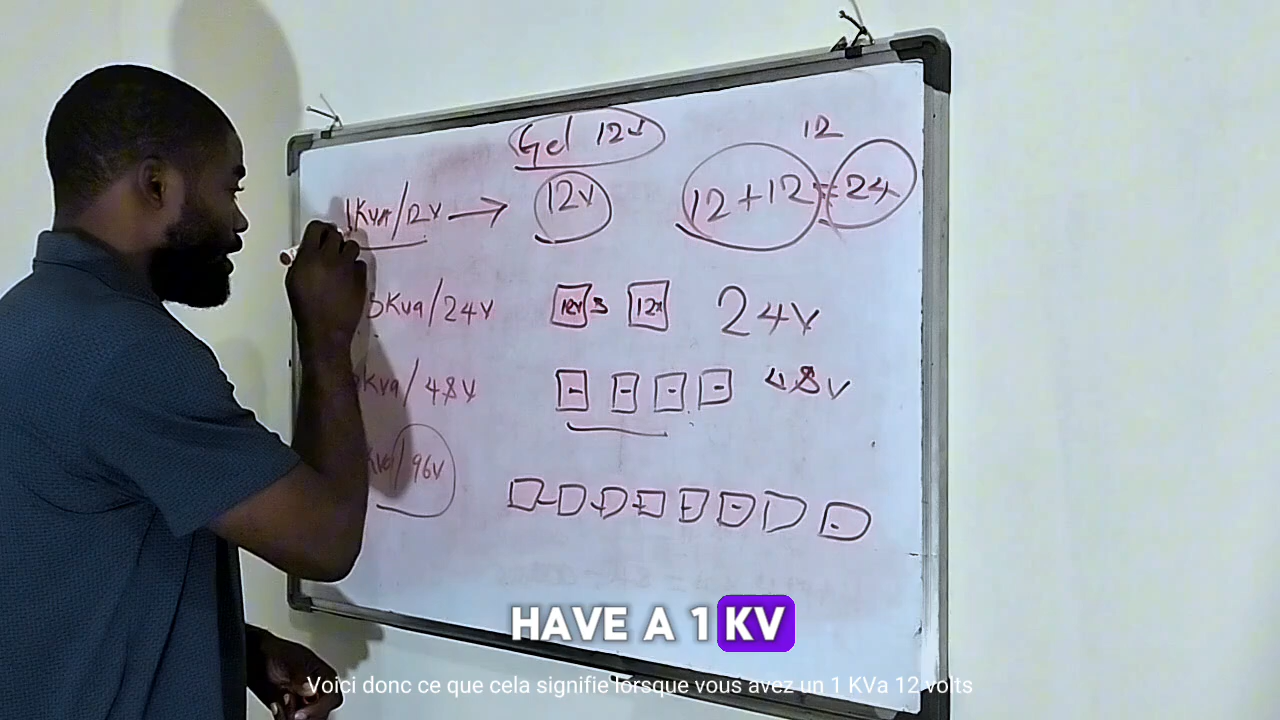 Gel 12v
12
1Kva/12v → 12v
12+12=24
Kva/24v 12v 12v 24v
Kva/48v 48v
/96v
HAVE A 1 KV
Voici donc ce que cela signifie lorsque vous avez un 1 KVa 12 volts